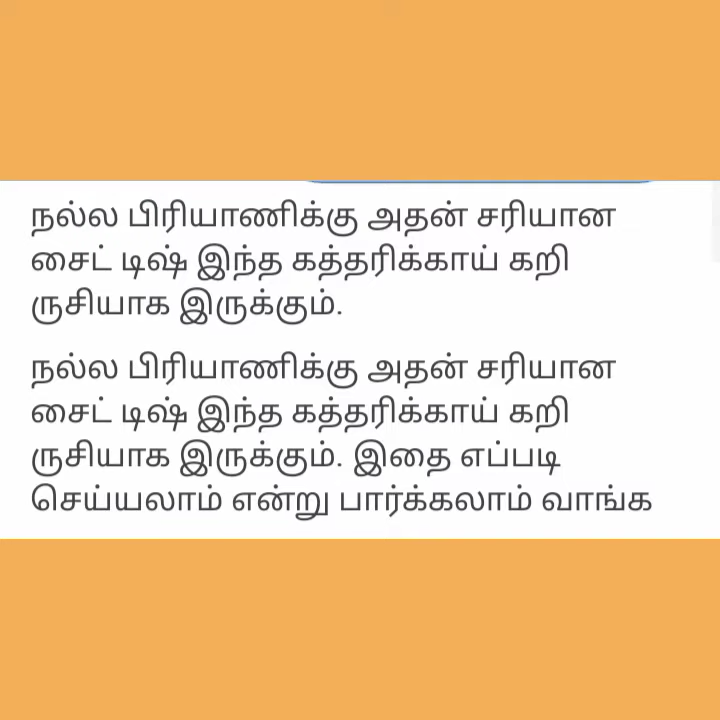 நல்ல பிரியாணிக்கு அதன் சரியான
சைட் டிஷ் இந்த கத்தரிக்காய் கறி
ருசியாக இருக்கும்.
நல்ல பிரியாணிக்கு அதன் சரியான
சைட் டிஷ் இந்த கத்தரிக்காய் கறி
ருசியாக இருக்கும். இதை எப்படி
செய்யலாம் என்று பார்க்கலாம் வாங்க